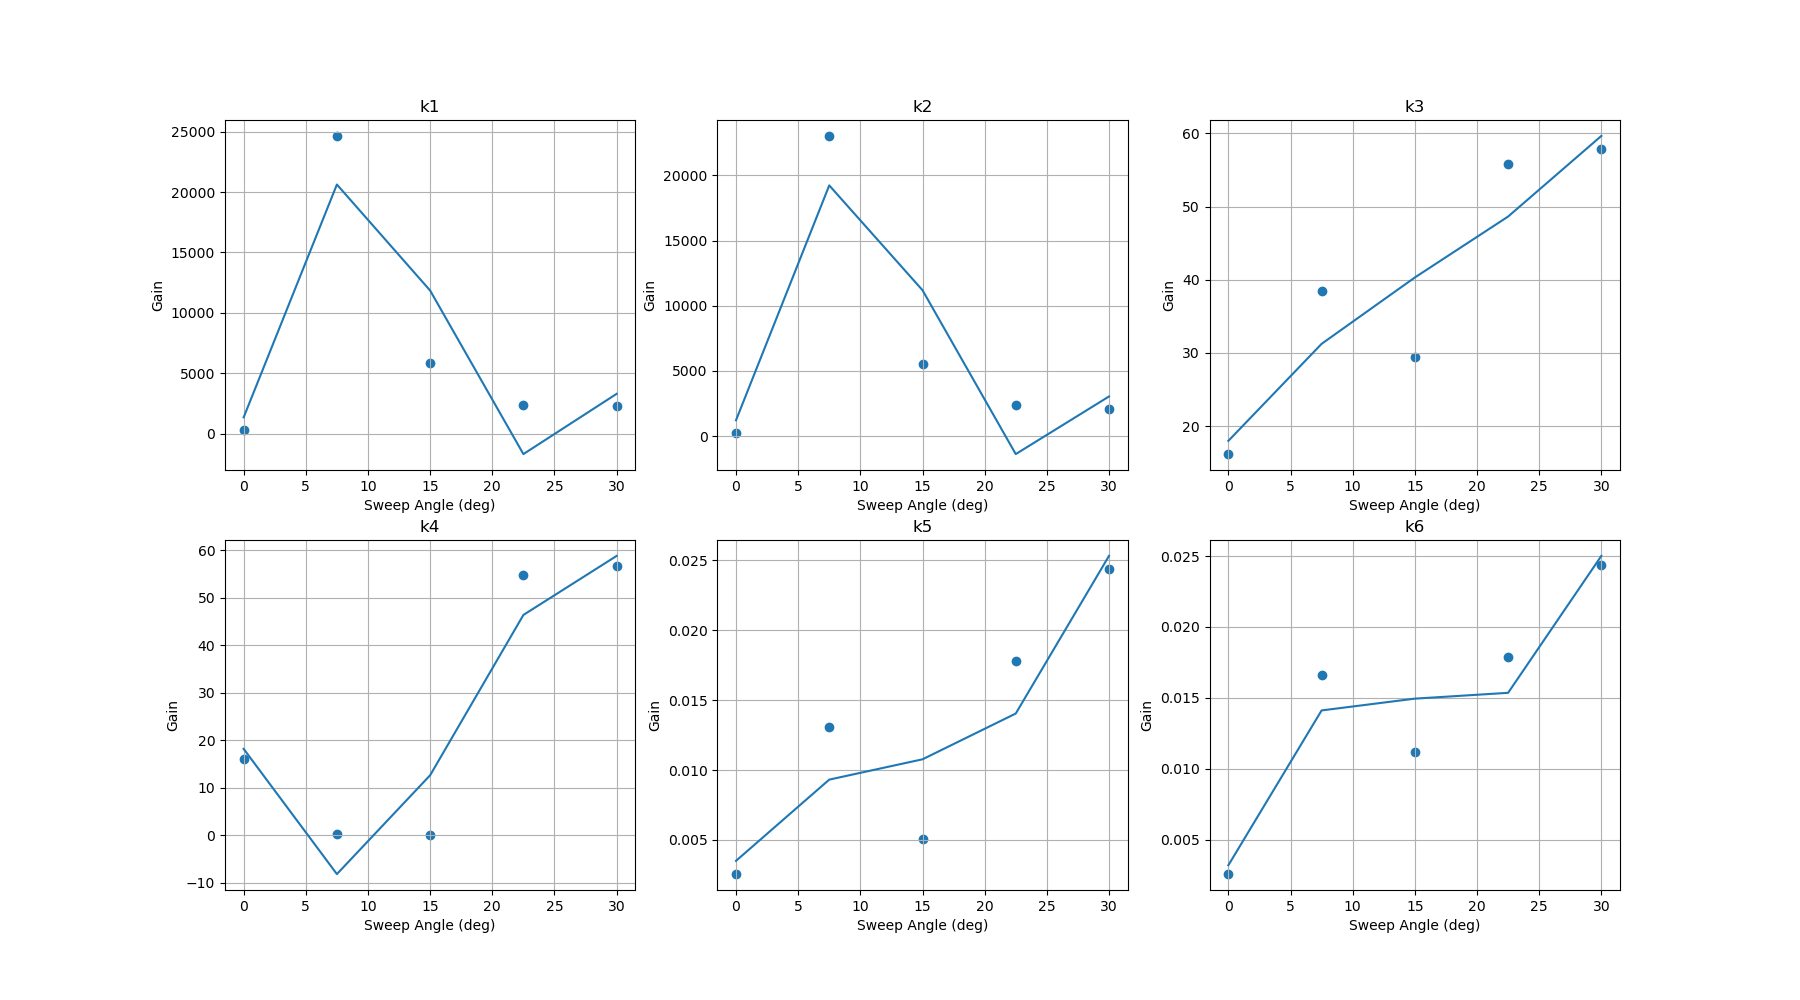 k1
25000
20000
15000
10000
5000
0
Gain
0 5 10 15 20 25 30
Sweep Angle (deg)
k2
20000
15000
10000
5000
0
Gain
0 5 10 15 20 25 30
Sweep Angle (deg)
k3
60
50
40
30
20
Gain
0 5 10 15 20 25 30
Sweep Angle (deg)
k4
60
50
40
30
20
10
0
−10
Gain
0 5 10 15 20 25 30
Sweep Angle (deg)
k5
0.025
0.020
0.015
0.010
0.005
Gain
0 5 10 15 20 25 30
Sweep Angle (deg)
k6
0.025
0.020
0.015
0.010
0.005
Gain
0 5 10 15 20 25 30
Sweep Angle (deg)